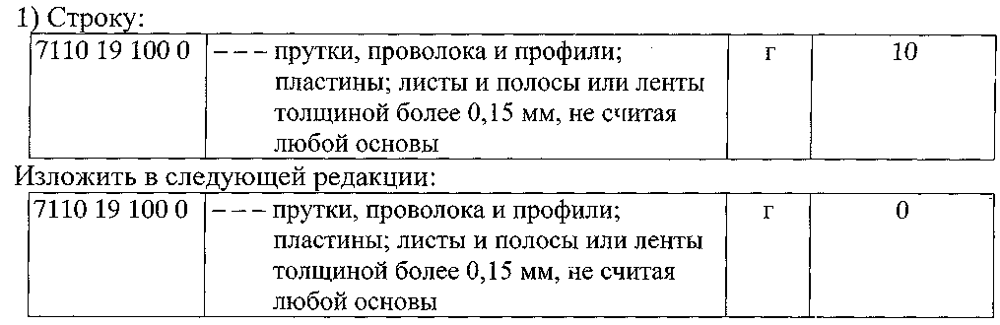 1) Строку:
7110 19 100 0 – – – прутки, проволока и профили; г 10
пластины; листы и полосы или ленты
толщиной более 0,15 мм, не считая
любой основы
Изложить в следующей редакции:
7110 19 100 0 – – – прутки, проволока и профили; г 0
пластины; листы и полосы или ленты
толщиной более 0,15 мм, не считая
любой основы